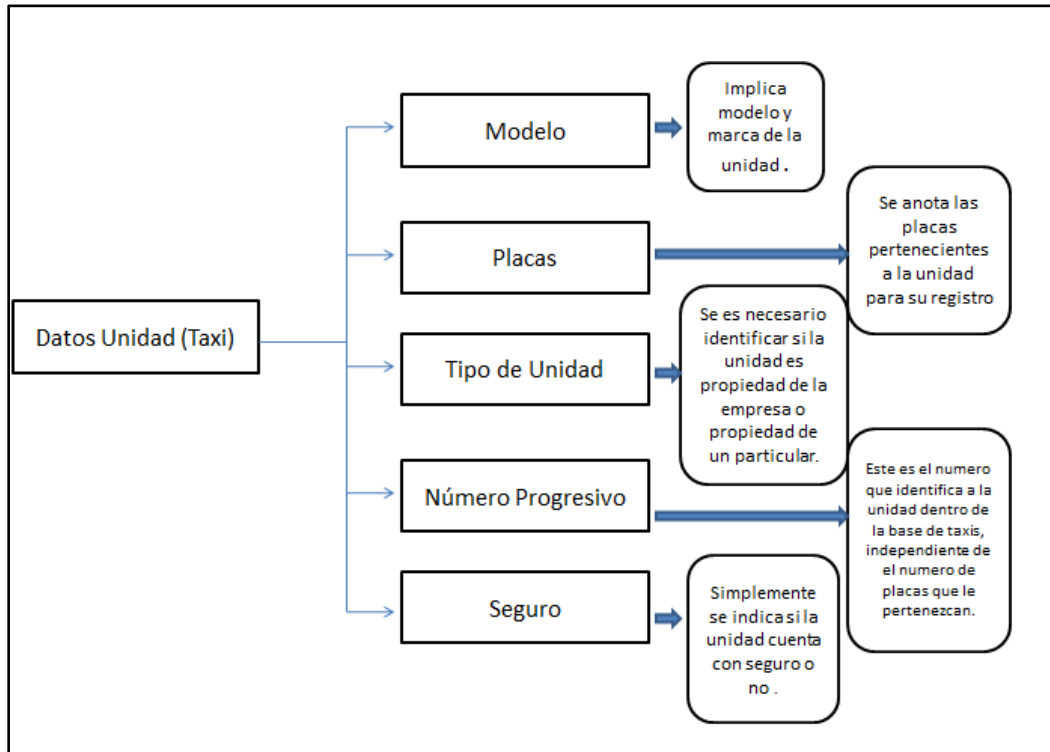 Datos Unidad (Taxi)
Modelo
Implica
modelo y
marca de la
unidad .
Placas
Se anota las
placas
pertenecientes
a la unidad
para su registro
Tipo de Unidad
Se es necesario
identificar si la
unidad es
propiedad de la
empresa o
propiedad de
un particular.
Número Progresivo
Este es el numero
que identifica a la
unidad dentro de
la base de taxis,
independiente de
el numero de
placas que le
pertenezcan.
Seguro
Simplemente
se indica si la
unidad cuenta
con seguro o
no .